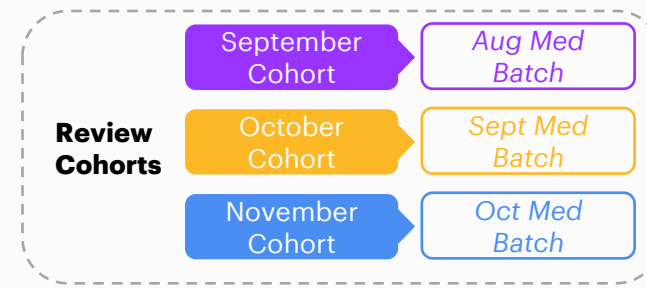 Review
Cohorts
September
Cohort
Aug Med
Batch
October
Cohort
Sept Med
Batch
November
Cohort
Oct Med
Batch